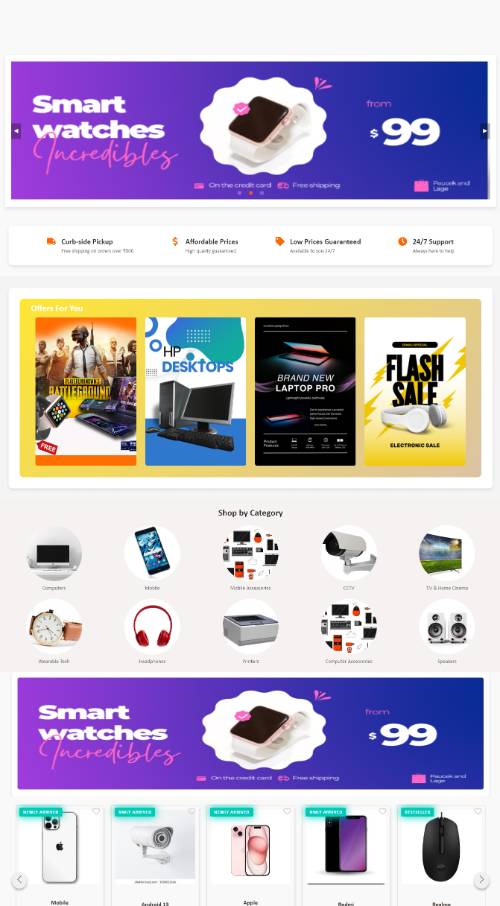 Smart
watches
Incredibles
from
$99
On the credit card
Free shipping
Paucek and
Lage
Curb-side Pickup
Free shipping on orders over $800
Affordable Prices
High quality guaranteed
Low Prices Guaranteed
Available to ask 24/7
24/7 Support
Always here to help
Offers For You
BATTLEGROUNDS
FREE
HP
DESKTOPS
BRAND NEW
LAPTOP PRO
Product
Features
FLASH
SALE
ELECTRONIC SALE
Shop by Category
Computers
Mobile
Mobile Accessories
CCTV
TV & Home Cinema
Wearable Tech
Headphones
Printers
Computer Accessories
Speakers
Smart
watches
Incredibles
from
$99
On the credit card
Free shipping
Paucek and
Lage
NEWLY ARRIVED
NEWLY ARRIVED
NEWLY ARRIVED
NEWLY ARRIVED
BESTSELLER
Mobile
Android 13
Apple
Redmi
Realme